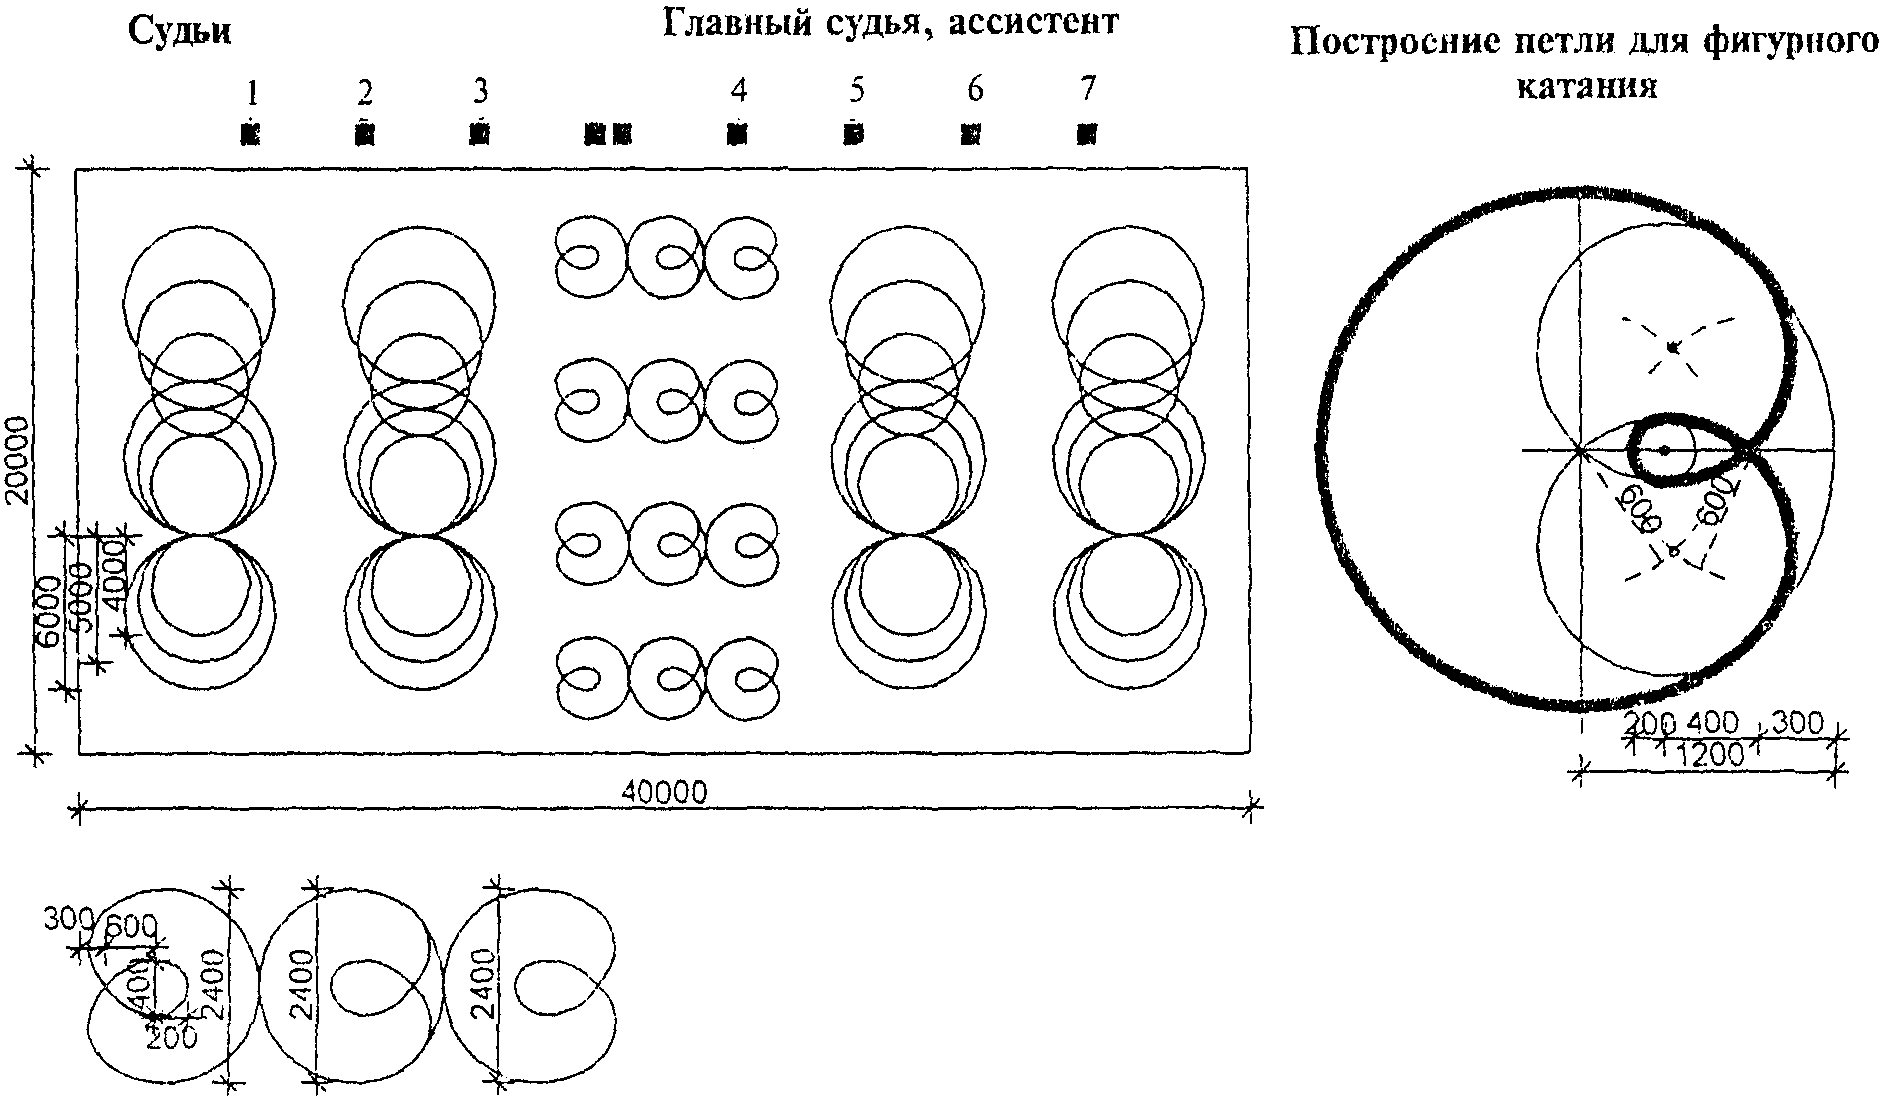 Судьи
Главный судья, ассистент
Построение петли для фигурного
катания
1 2 3 4 5 6 7
20000
6000
5000
4000
40000
600
600
200 400 300
1200
300 600
400
200
2400
2400
2400